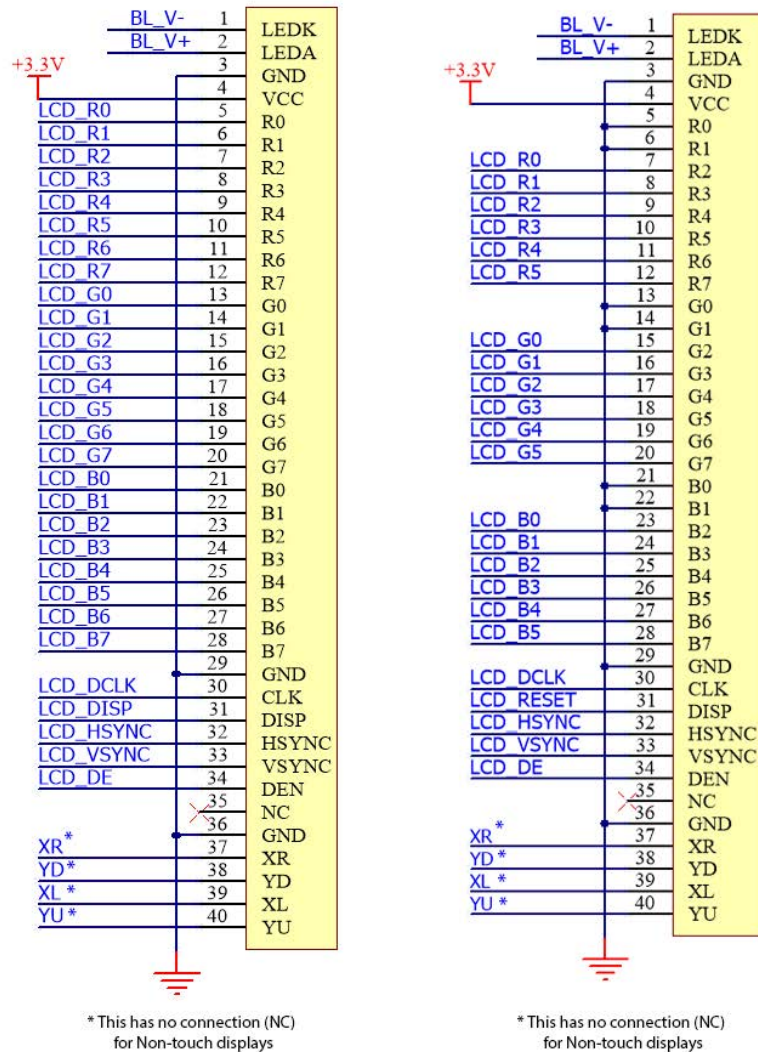 BL_V- 1 LEDK
BL_V+ 2 LEDA
3 GND
+3.3V 4 VCC
LCD_R0 5 R0
LCD_R1 6 R1
LCD_R2 7 R2
LCD_R3 8 R3
LCD_R4 9 R4
LCD_R5 10 R5
LCD_R6 11 R6
LCD_R7 12 R7
LCD_G0 13 G0
LCD_G1 14 G1
LCD_G2 15 G2
LCD_G3 16 G3
LCD_G4 17 G4
LCD_G5 18 G5
LCD_G6 19 G6
LCD_G7 20 G7
LCD_B0 21 B0
LCD_B1 22 B1
LCD_B2 23 B2
LCD_B3 24 B3
LCD_B4 25 B4
LCD_B5 26 B5
LCD_B6 27 B6
LCD_B7 28 B7
29 GND
LCD_DCLK 30 CLK
LCD_DISP 31 DISP
LCD_HSYNC 32 HSYNC
LCD_VSYNC 33 VSYNC
LCD_DE 34 DEN
35 NC
36 GND
XR* 37 XR
YD* 38 YD
XL * 39 XL
YU * 40 YU
* This has no connection (NC)
for Non-touch displays
BL_V- 1 LEDK
BL_V+ 2 LEDA
3 GND
+3.3V 4 VCC
5 R0
6 R1
LCD_R0 7 R2
LCD_R1 8 R3
LCD_R2 9 R4
LCD_R3 10 R5
LCD_R4 11 R6
LCD_R5 12 R7
13 G0
14 G1
LCD_G0 15 G2
LCD_G1 16 G3
LCD_G2 17 G4
LCD_G3 18 G5
LCD_G4 19 G6
LCD_G5 20 G7
21 B0
22 B1
LCD_B0 23 B2
LCD_B1 24 B3
LCD_B2 25 B4
LCD_B3 26 B5
LCD_B4 27 B6
LCD_B5 28 B7
29 GND
LCD_DCLK 30 CLK
LCD_RESET 31 DISP
LCD_HSYNC 32 HSYNC
LCD_VSYNC 33 VSYNC
LCD_DE 34 DEN
35 NC
36 GND
XR* 37 XR
YD* 38 YD
XL * 39 XL
YU * 40 YU
* This has no connection (NC)
for Non-touch displays